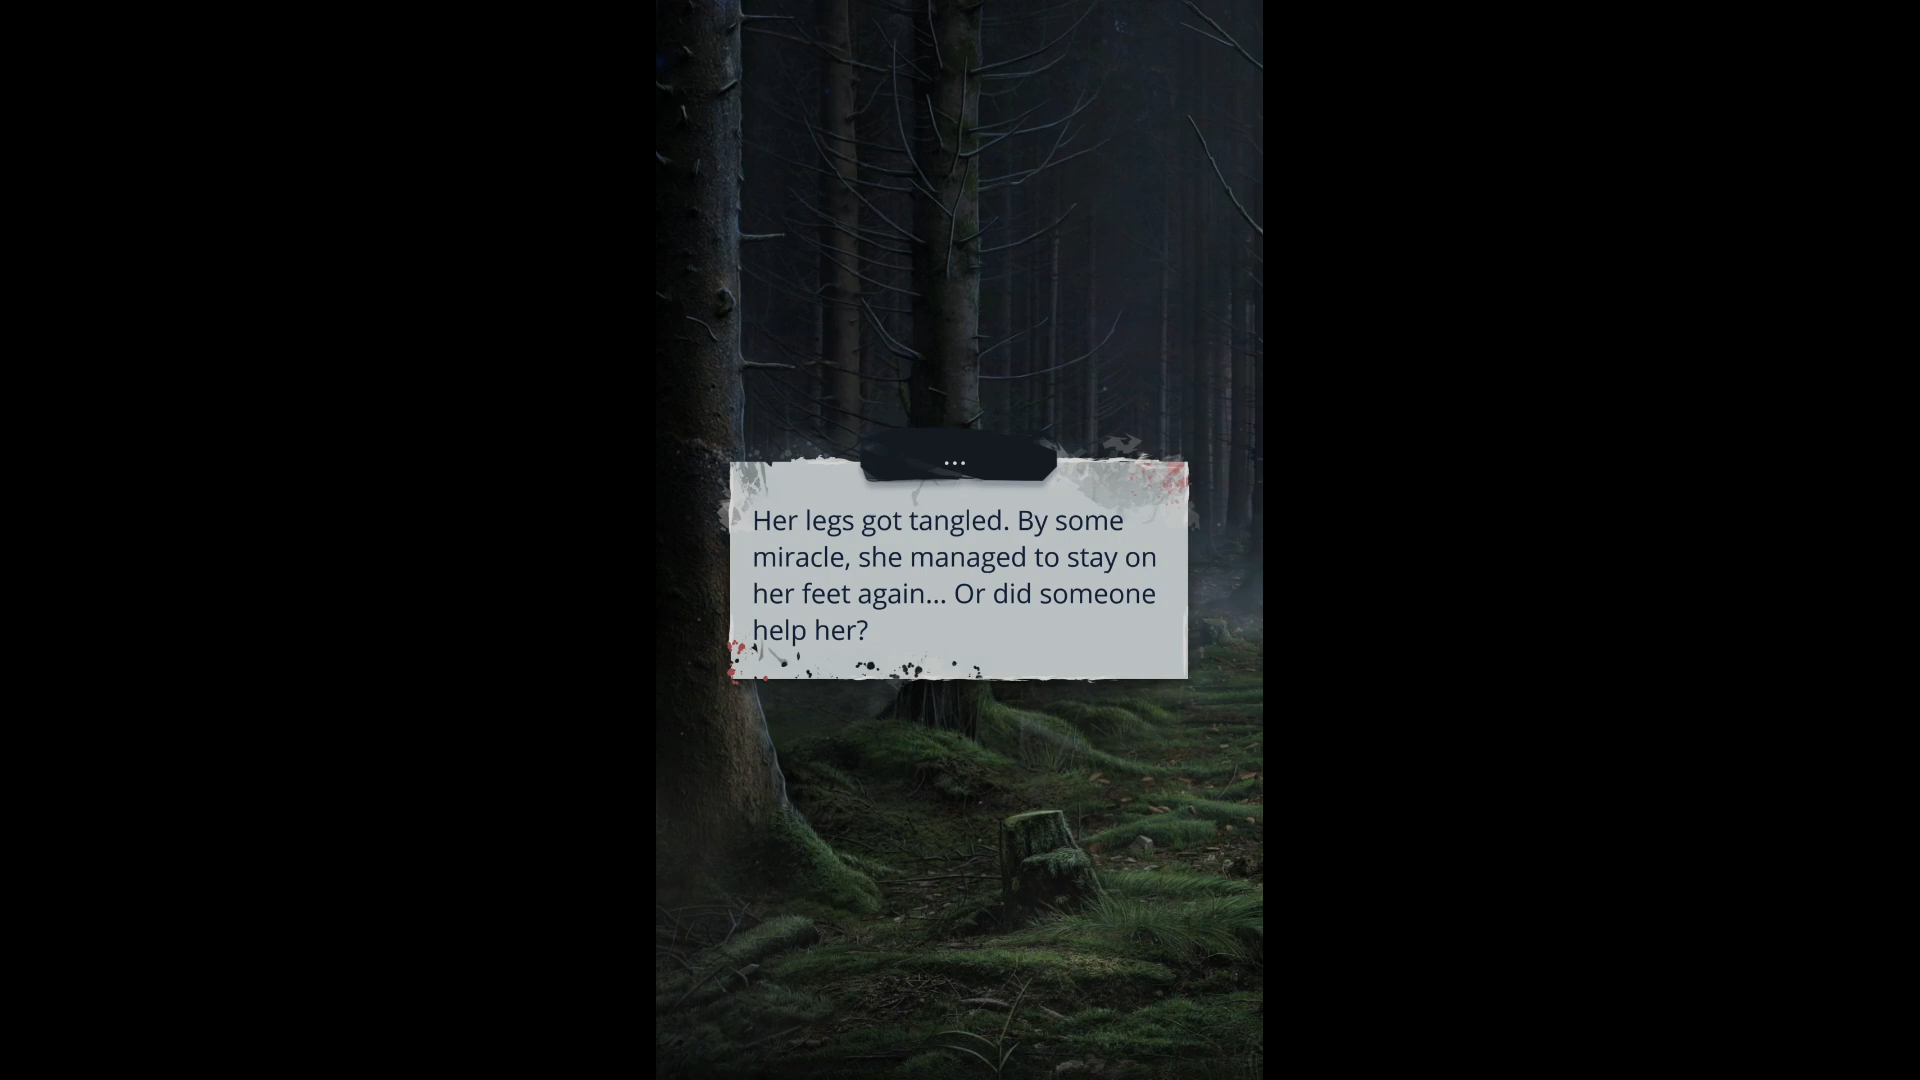 ...
Her legs got tangled. By some
miracle, she managed to stay on
her feet again... Or did someone
help her?